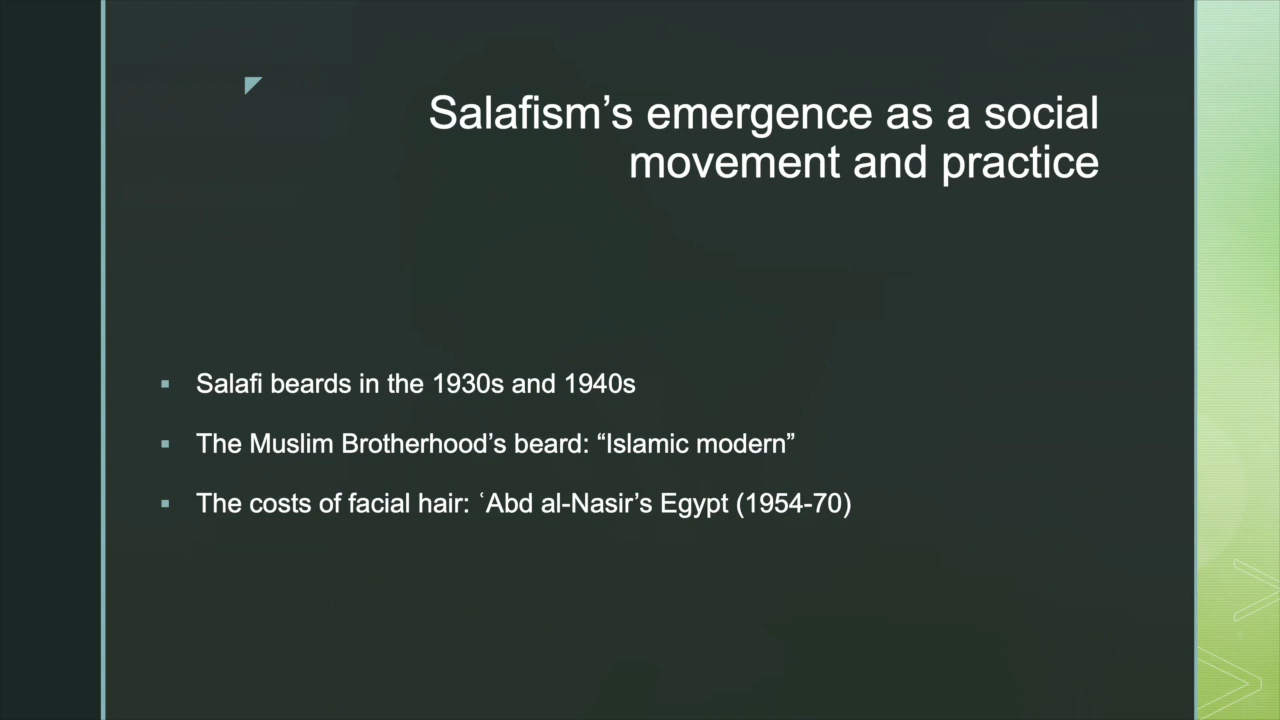 Salafism’s emergence as a social
movement and practice
▪ Salafi beards in the 1930s and 1940s
▪ The Muslim Brotherhood’s beard: “Islamic modern”
▪ The costs of facial hair: ʿAbd al-Nasir’s Egypt (1954-70)